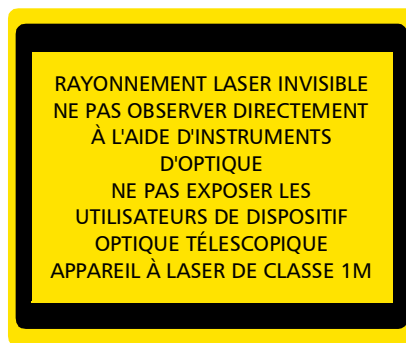 RAYONNEMENT LASER INVISIBLE
NE PAS OBSERVER DIRECTEMENT
À L'AIDE D'INSTRUMENTS
D'OPTIQUE
NE PAS EXPOSER LES
UTILISATEURS DE DISPOSITIF
OPTIQUE TÉLESCOPIQUE
APPAREIL À LASER DE CLASSE 1M